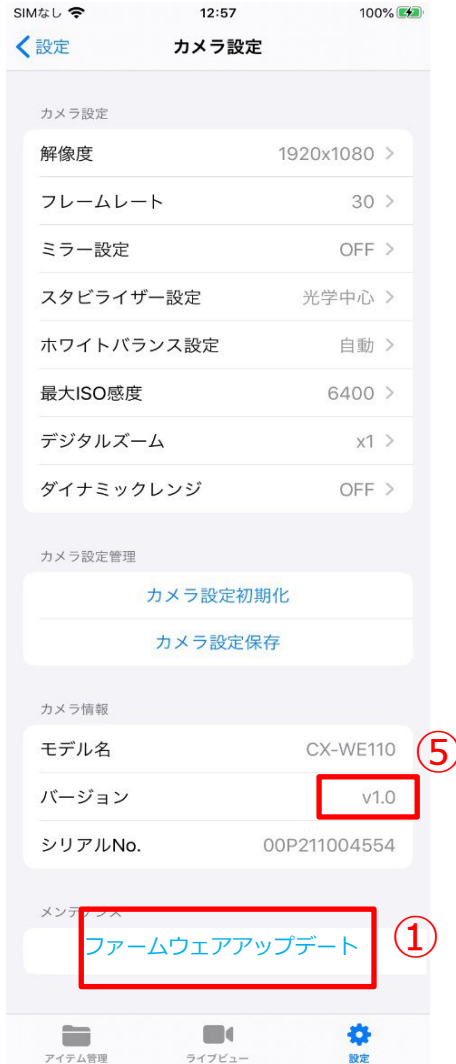 SIMなし 12:57 100%
設定 カメラ設定
カメラ設定
解像度 1920x1080
フレームレート 30
ミラー設定 OFF
スタビライザー設定 光学中心
ホワイトバランス設定 自動
最大ISO感度 6400
デジタルズーム x1
ダイナミックレンジ OFF
カメラ設定管理
カメラ設定初期化
カメラ設定保存
カメラ情報
モデル名 CX-WE110
⑤
バージョン v1.0
シリアルNo. 00P211004554
メンテナンス
ファームウェアアップデート ①
アイテム管理 ライブビュー 設定